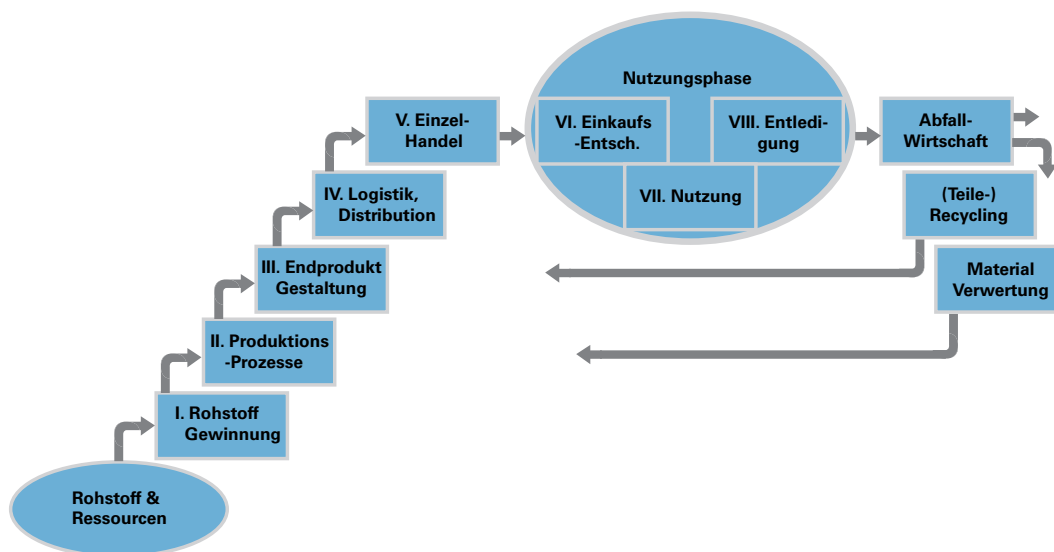 Nutzungsphase
V. Einzel-
Handel
VI. Einkaufs
-Entsch.
VIII. Entledi-
gung
Abfall-
Wirtschaft
IV. Logistik,
Distribution
VII. Nutzung
(Teile-)
Recycling
III. Endprodukt
Gestaltung
Material
Verwertung
II. Produktions
-Prozesse
I. Rohstoff
Gewinnung
Rohstoff &
Ressourcen